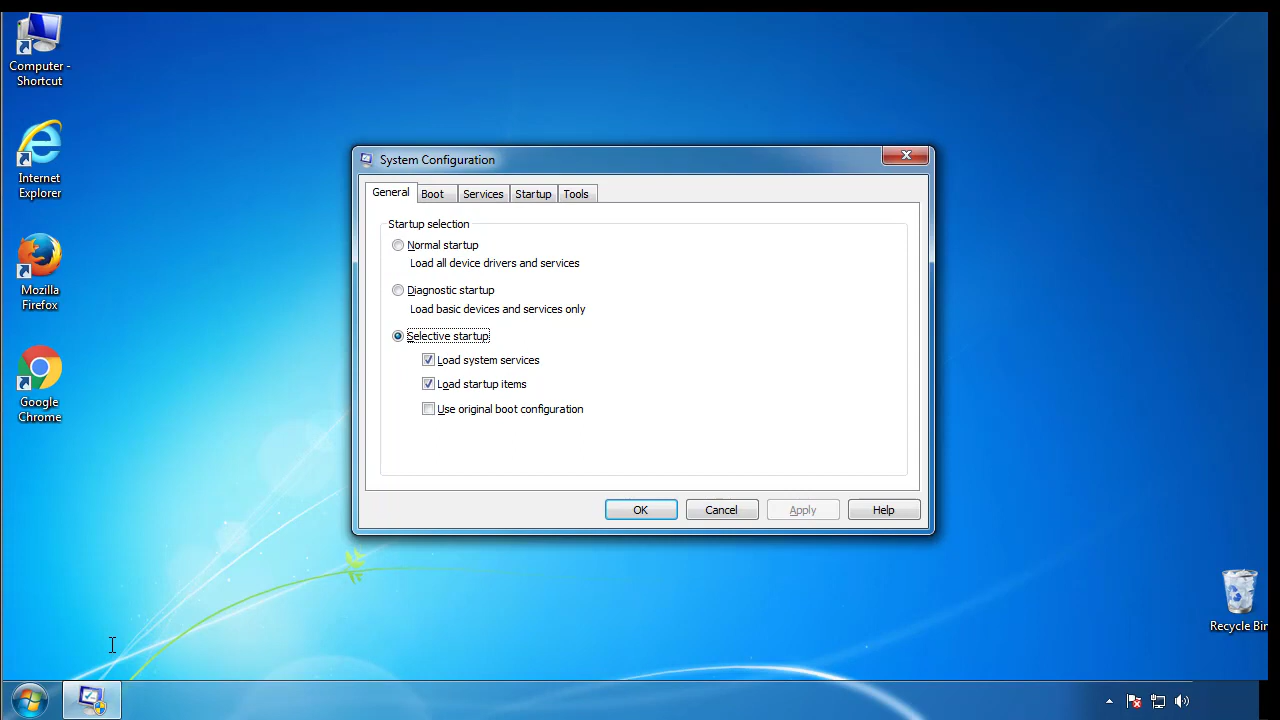 Computer -
Shortcut
Internet
Explorer
Mozilla
Firefox
Google
Chrome
System Configuration
General Boot Services Startup Tools
Startup selection
Normal startup
Load all device drivers and services
Diagnostic startup
Load basic devices and services only
Selective startup
Load system services
Load startup items
Use original boot configuration
OK Cancel Apply Help
Recycle Bin